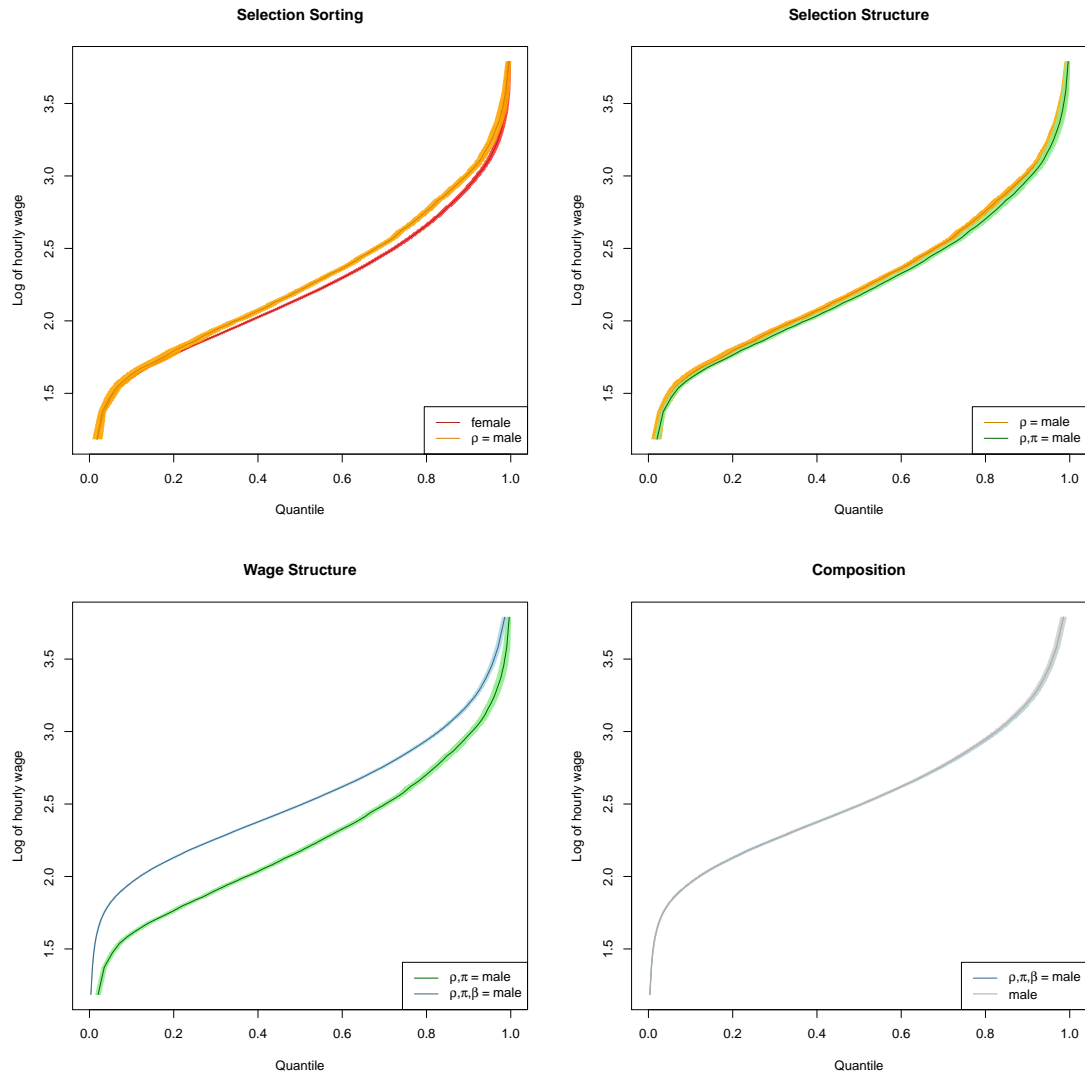 Selection Sorting
Log of hourly wage
3.5
3.0
2.5
2.0
1.5
female
ρ = male
0.0 0.2 0.4 0.6 0.8 1.0
Quantile
Selection Structure
Log of hourly wage
3.5
3.0
2.5
2.0
1.5
ρ = male
ρ,π = male
0.0 0.2 0.4 0.6 0.8 1.0
Quantile
Wage Structure
Log of hourly wage
3.5
3.0
2.5
2.0
1.5
ρ,π = male
ρ,π,β = male
0.0 0.2 0.4 0.6 0.8 1.0
Quantile
Composition
Log of hourly wage
3.5
3.0
2.5
2.0
1.5
ρ,π,β = male
male
0.0 0.2 0.4 0.6 0.8 1.0
Quantile